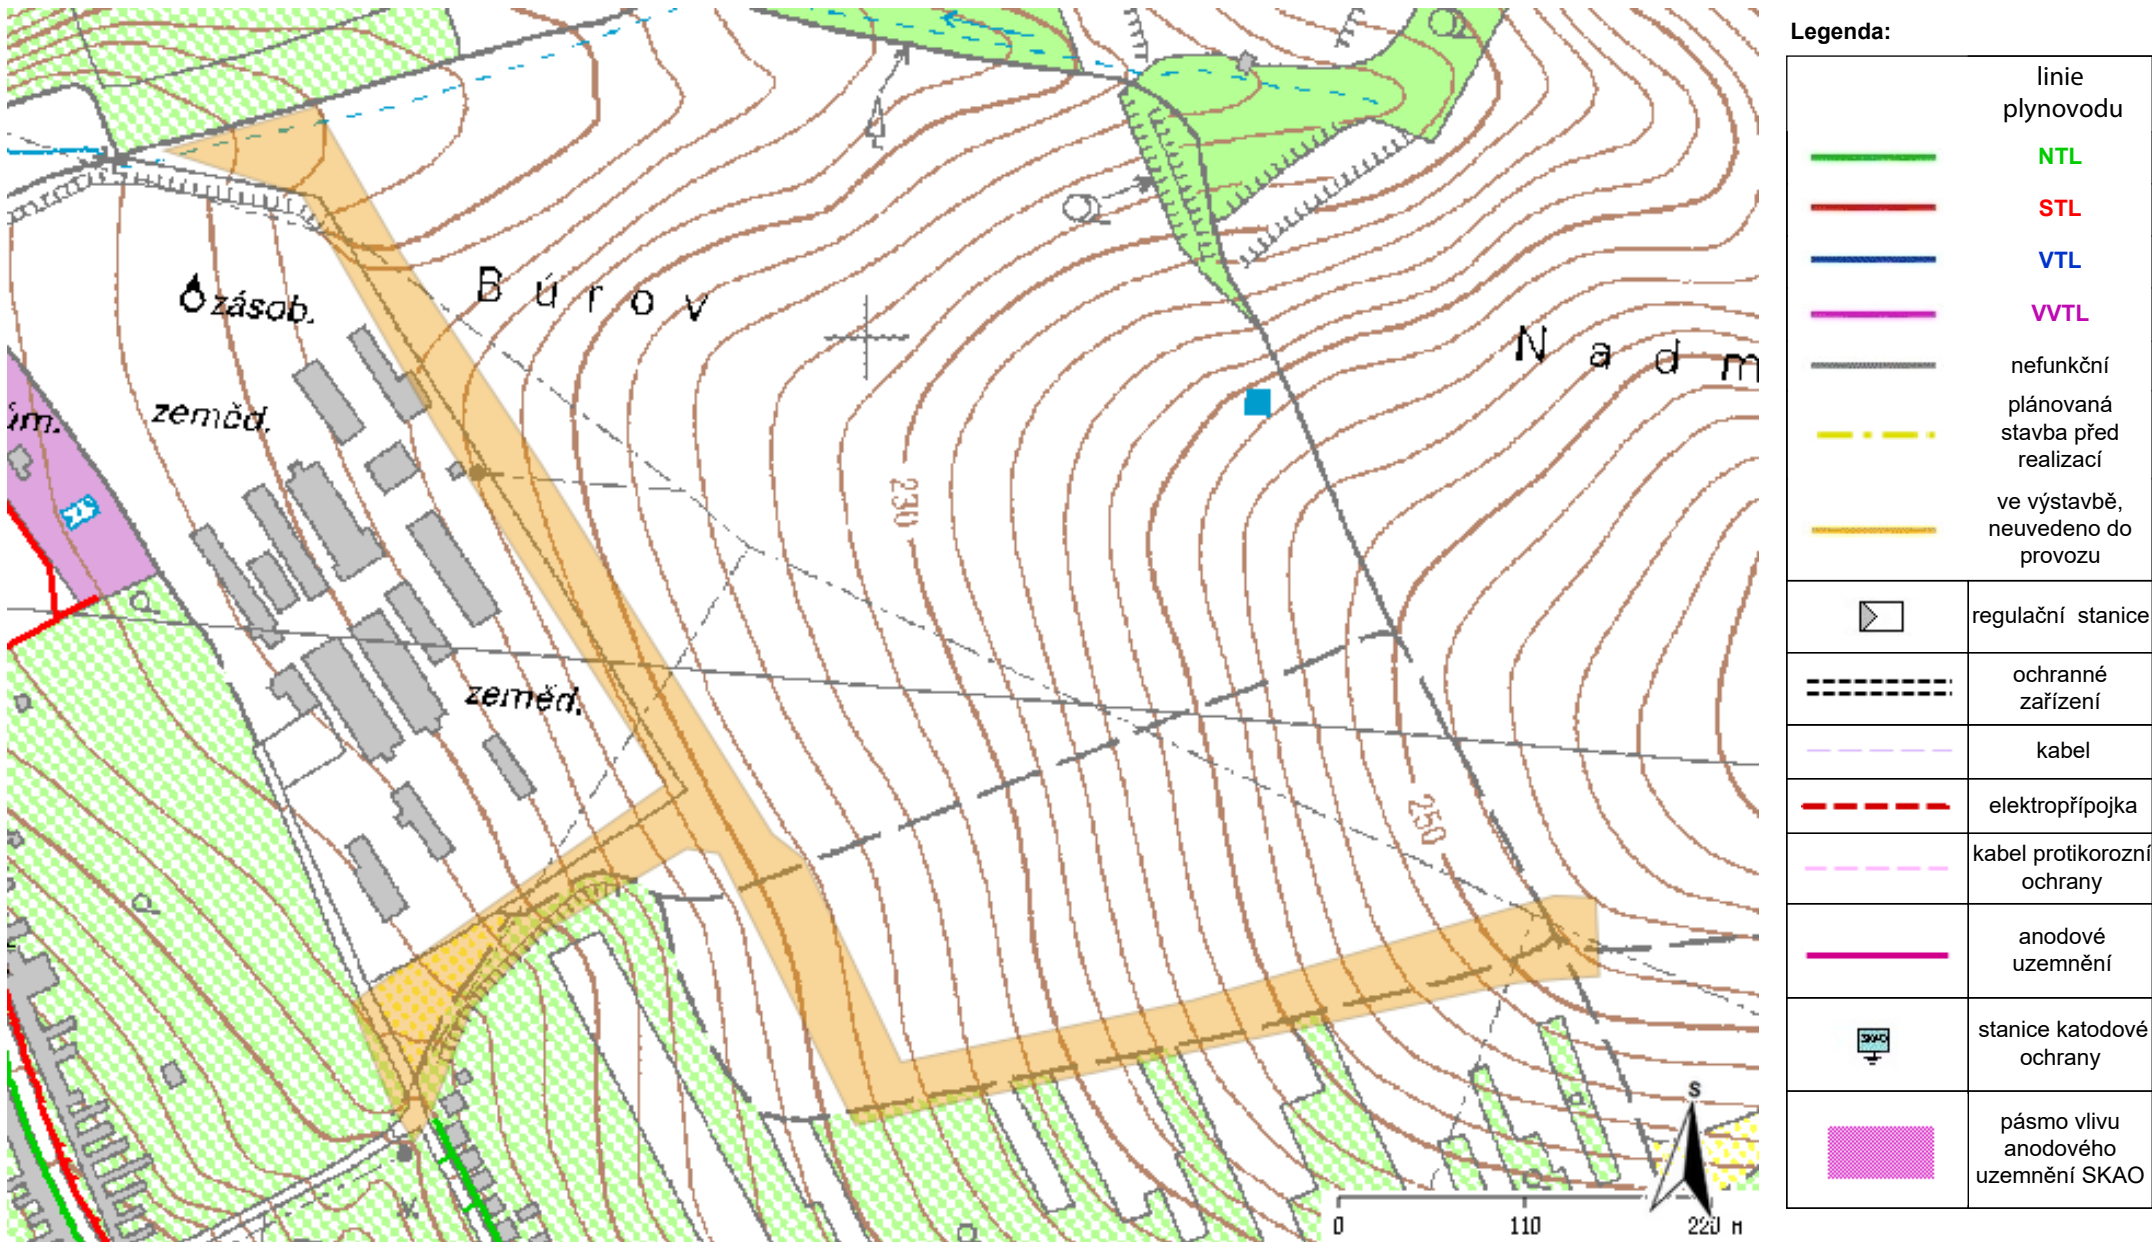 zásob.
Búrov
Nadm
zeměd.
úm.
230
zeměd.
250
S
0 110 220 M
Legenda:
linie
plynovodu
NTL
STL
VTL
VVTL
nefunkční
plánovaná
stavba před
realizací
ve výstavbě,
neuvedeno do
provozu
regulační stanice
ochranné
zařízení
kabel
elektropřípojka
kabel protikorozní
ochrany
anodové
uzemnění
SKAO
stanice katodové
ochrany
pásmo vlivu
anodového
uzemnění SKAO